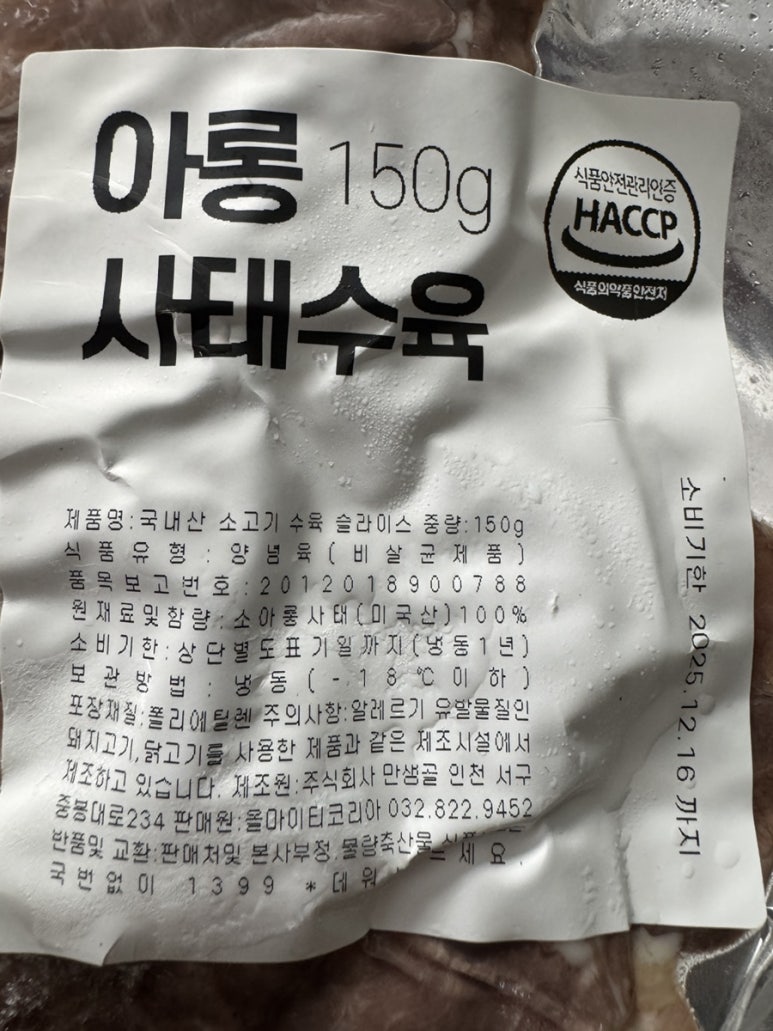 아롱 150g
사태수육
식품안전관리인증
HACCP
식품의약품안전처
제품명:국내산 소고기 수육 슬라이스 중량:150g
식품유형:양념육(비살균제품)
품목보고번호:2012018900788
원재료및함량:소아롱사태(미국산)100%
소비기한:상단별도표기일까지(냉동1년)
보관방법:냉동(-18℃이하)
포장재질:폴리에틸렌 주의사항:알레르기 유발물질인
돼지고기,닭고기를 사용한 제품과 같은 제조시설에서
제조하고 있습니다. 제조원:주식회사 만생골 인천 서구
중봉대로234 판매원:올마이티코리아 032.822.9452
반품및 교환:판매처및 본사부정.불량축산물
세요.
국번없이 1399 *데워
소비기한 2025.12.16 까지